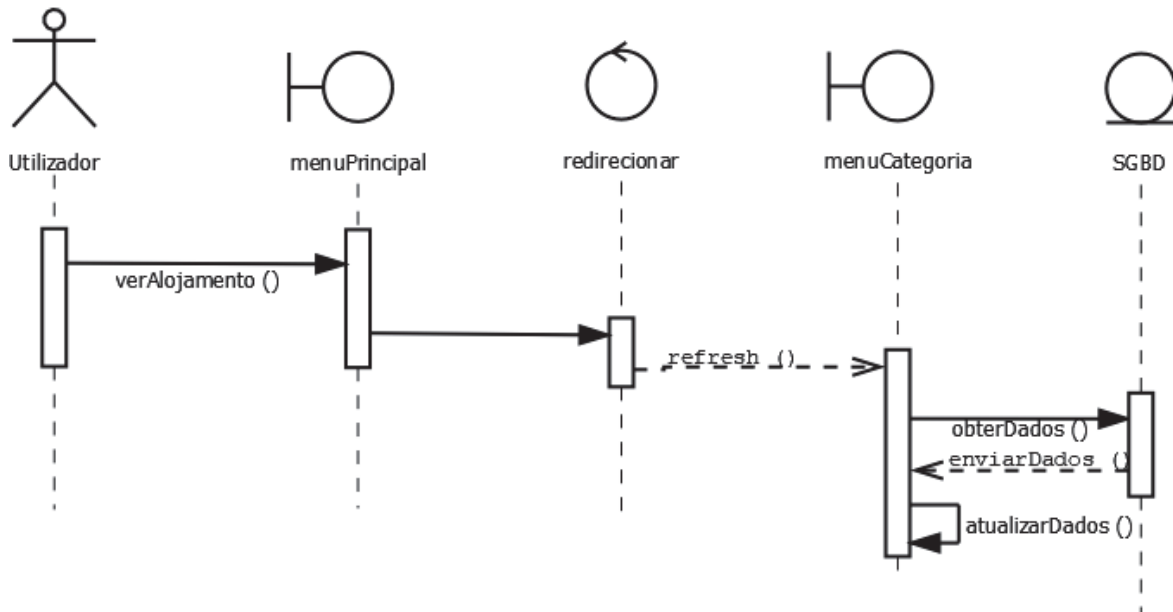 Utilizador
menuPrincipal
redirecionar
menuCategoria
SGBD
verAlojamento ()
refresh ()
obterDados ()
enviarDados ()
atualizarDados ()